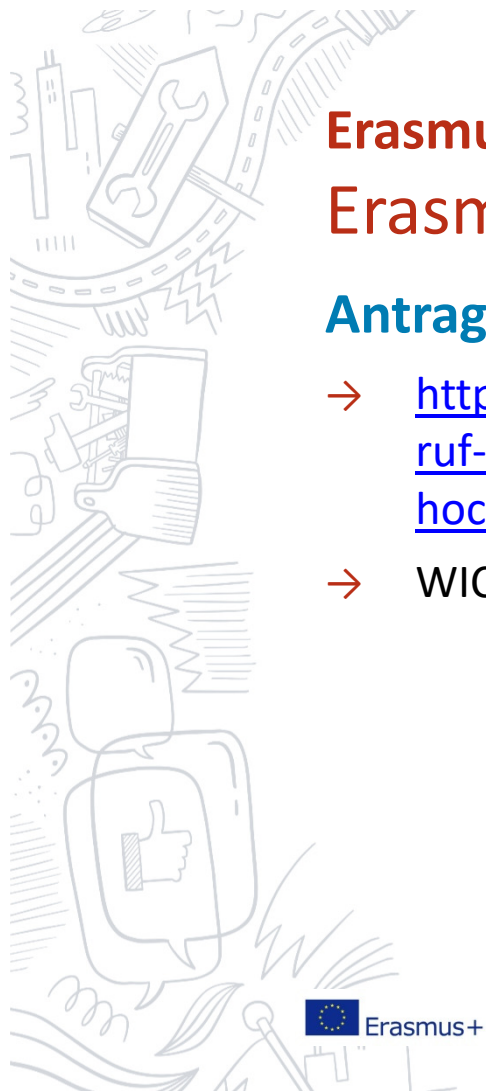 Erasmu
Erasm
Antrag
→ http
ruf-
hoc
→ WIC
Erasmus+